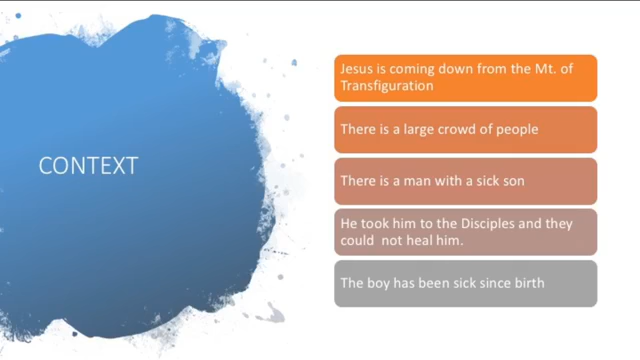 CONTEXT
Jesus is coming down from the Mt. of
Transfiguration
There is a large crowd of people
There is a man with a sick son
He took him to the Disciples and they
could not heal him.
The boy has been sick since birth